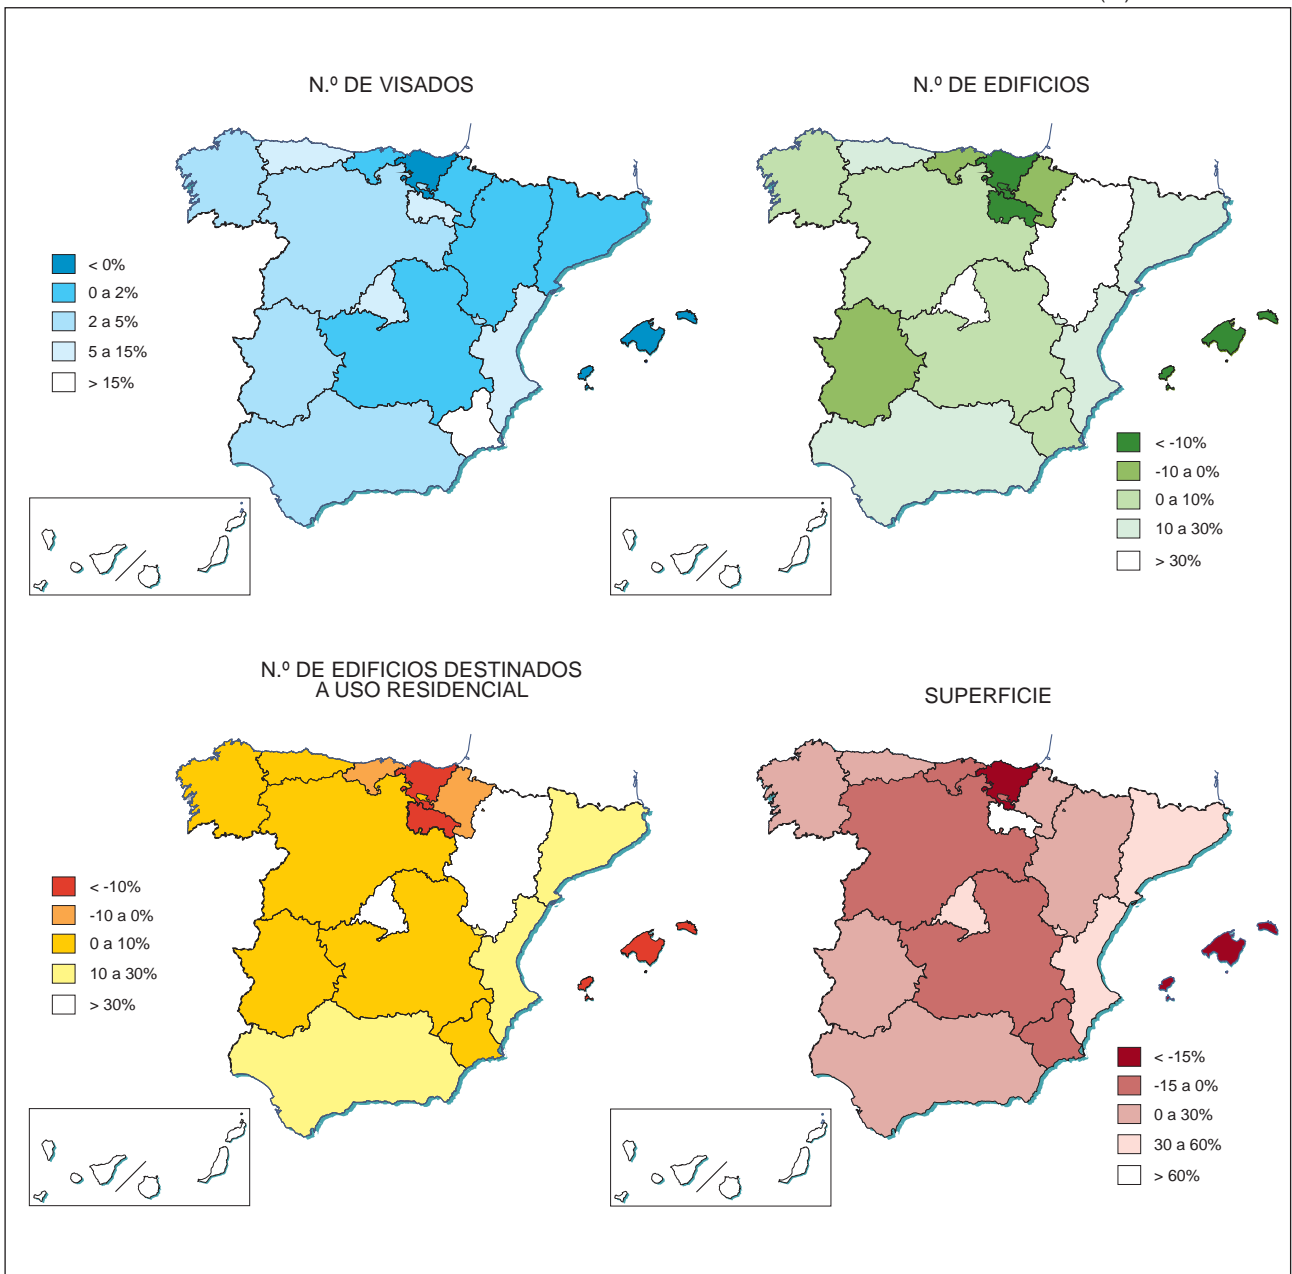 N.º DE VISADOS
< 0%
0 a 2%
2 a 5%
5 a 15%
> 15%
N.º DE EDIFICIOS
< -10%
-10 a 0%
0 a 10%
10 a 30%
> 30%
N.º DE EDIFICIOS DESTINADOS
A USO RESIDENCIAL
< -10%
-10 a 0%
0 a 10%
10 a 30%
> 30%
SUPERFICIE
< -15%
-15 a 0%
0 a 30%
30 a 60%
> 60%